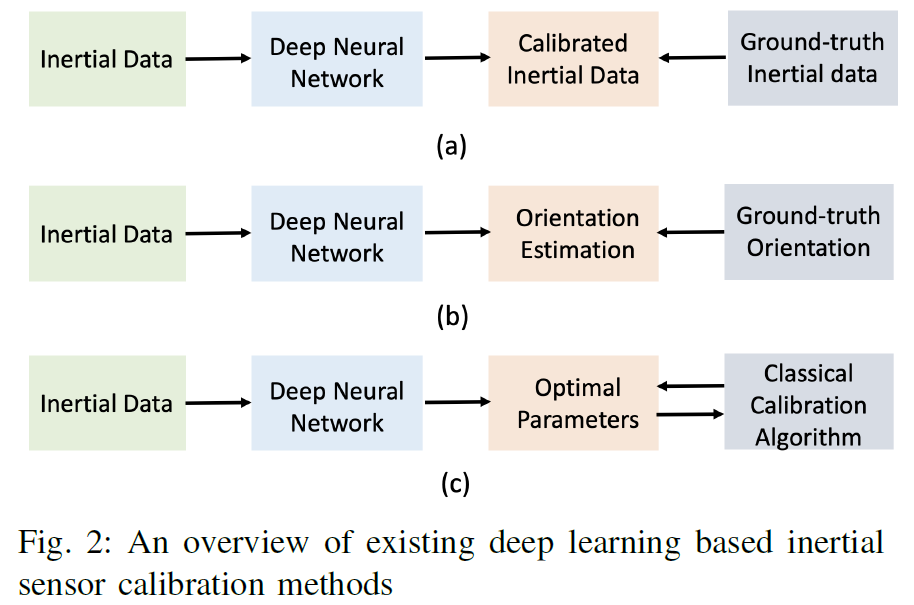 Inertial Data
Deep Neural
Network
Calibrated
Inertial Data
Ground-truth
Inertial data
(a)
Inertial Data
Deep Neural
Network
Orientation
Estimation
Ground-truth
Orientation
(b)
Inertial Data
Deep Neural
Network
Optimal
Parameters
Classical
Calibration
Algorithm
(c)
Fig. 2: An overview of existing deep learning based inertial
sensor calibration methods